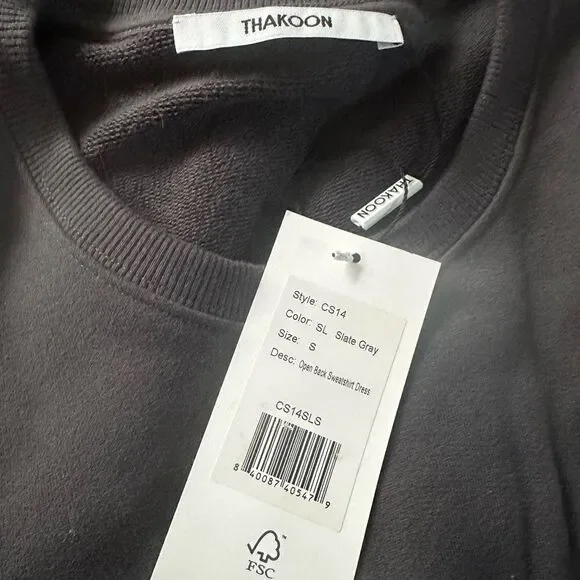 THAKOON
THAKOON
Style: CS14
Color: SL Slate Gray
Size: S
Desc: Open Back Sweatshirt Dress
CS14SLS
8 40087 40547 9
™
FSC